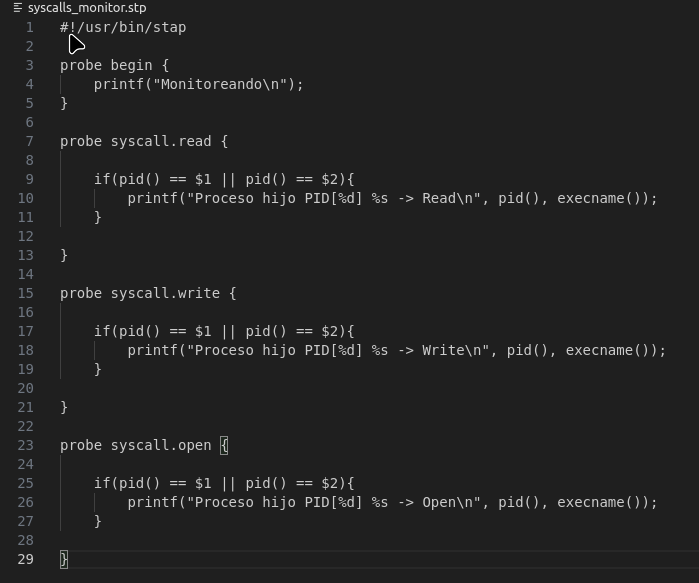 syscalls_monitor.stp
1 #!/usr/bin/stap
2
3 probe begin {
4     printf("Monitoreando\n");
5 }
6
7 probe syscall.read {
8
9     if(pid() == $1 || pid() == $2){
10         printf("Proceso hijo PID[%d] %s -> Read\n", pid(), execname());
11     }
12
13 }
14
15 probe syscall.write {
16
17     if(pid() == $1 || pid() == $2){
18         printf("Proceso hijo PID[%d] %s -> Write\n", pid(), execname());
19     }
20
21 }
22
23 probe syscall.open {
24
25     if(pid() == $1 || pid() == $2){
26         printf("Proceso hijo PID[%d] %s -> Open\n", pid(), execname());
27     }
28
29 }